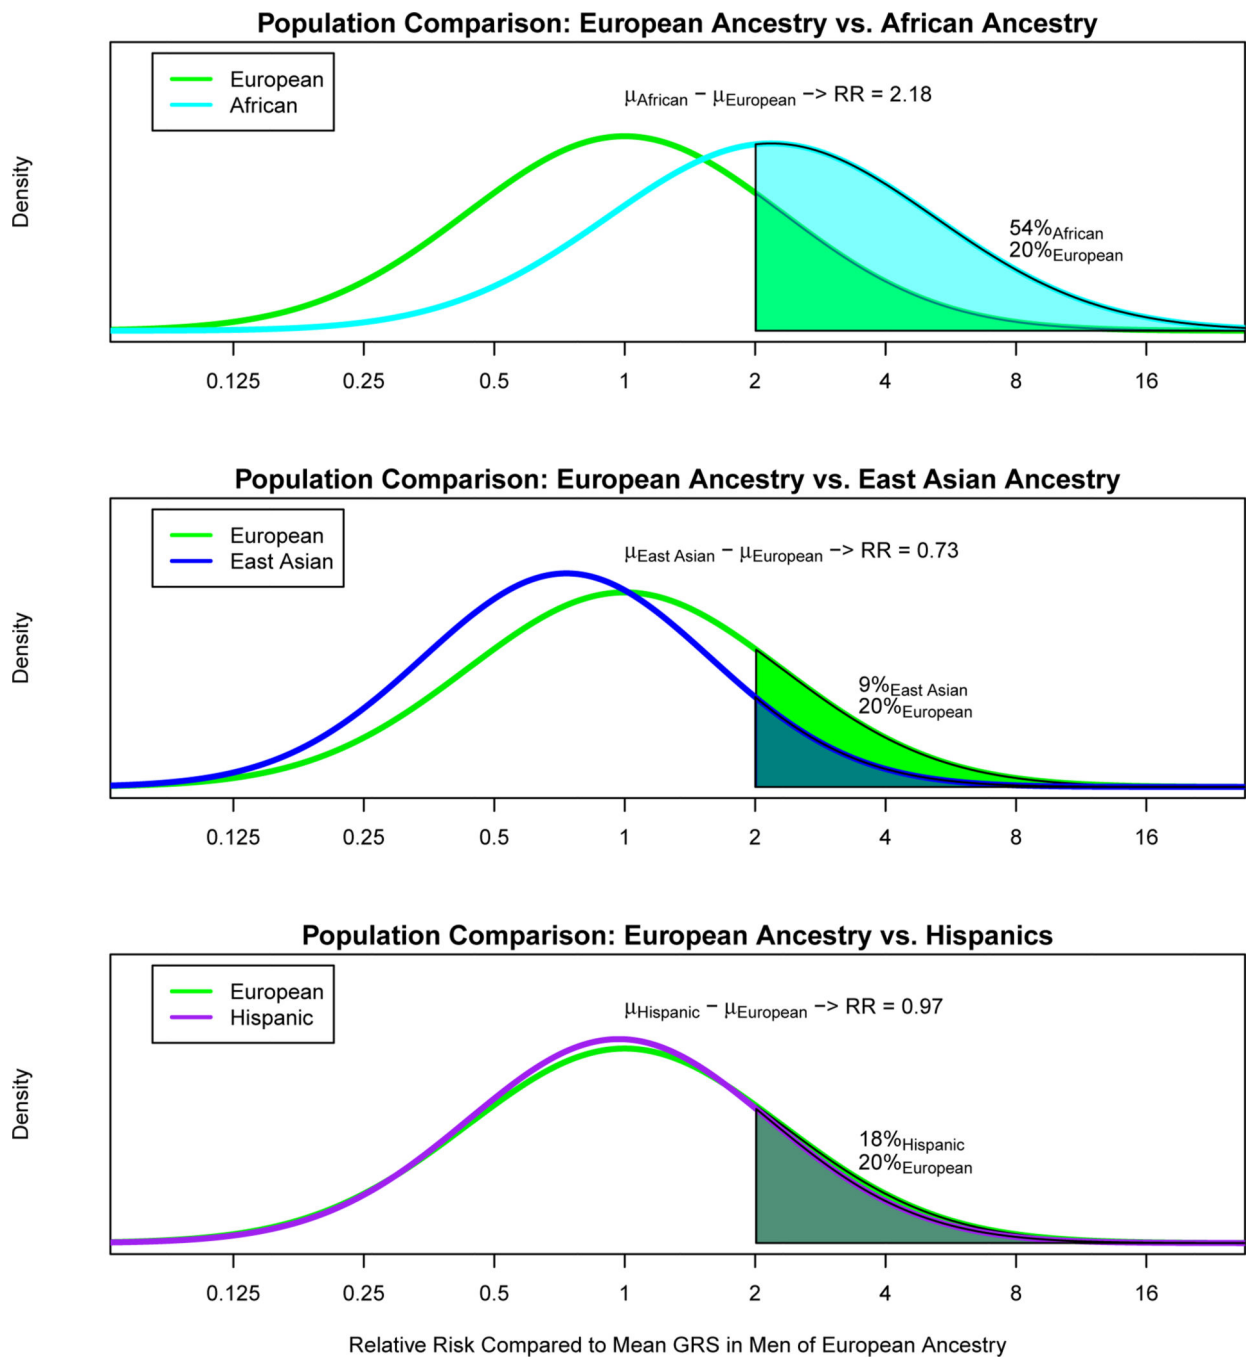 Population Comparison: European Ancestry vs. African Ancestry
European
African
μAfrican − μEuropean −> RR = 2.18
54%African
20%European
Density
0.125 0.25 0.5 1 2 4 8 16
Population Comparison: European Ancestry vs. East Asian Ancestry
European
East Asian
μEast Asian − μEuropean −> RR = 0.73
9%East Asian
20%European
Density
0.125 0.25 0.5 1 2 4 8 16
Population Comparison: European Ancestry vs. Hispanics
European
Hispanic
μHispanic − μEuropean −> RR = 0.97
18%Hispanic
20%European
Density
0.125 0.25 0.5 1 2 4 8 16
Relative Risk Compared to Mean GRS in Men of European Ancestry